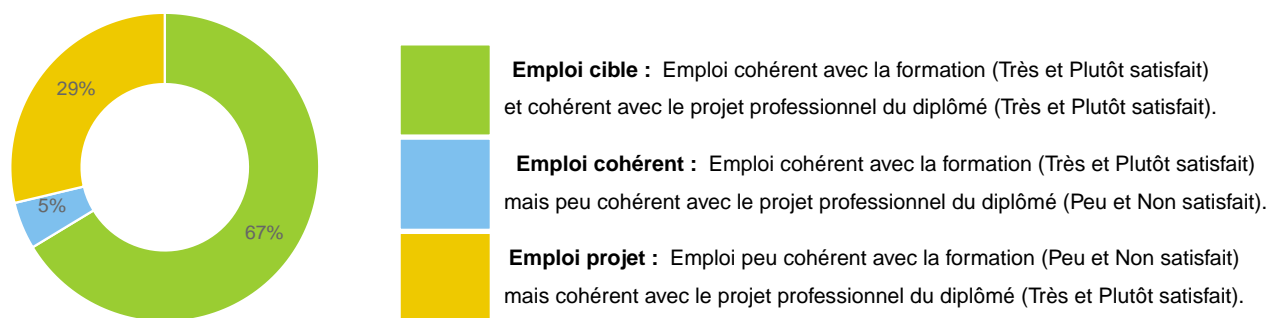 29%
5%
67%
Emploi cible : Emploi cohérent avec la formation (Très et Plutôt satisfait)
et cohérent avec le projet professionnel du diplômé (Très et Plutôt satisfait).
Emploi cohérent : Emploi cohérent avec la formation (Très et Plutôt satisfait)
mais peu cohérent avec le projet professionnel du diplômé (Peu et Non satisfait).
Emploi projet : Emploi peu cohérent avec la formation (Peu et Non satisfait)
mais cohérent avec le projet professionnel du diplômé (Très et Plutôt satisfait).